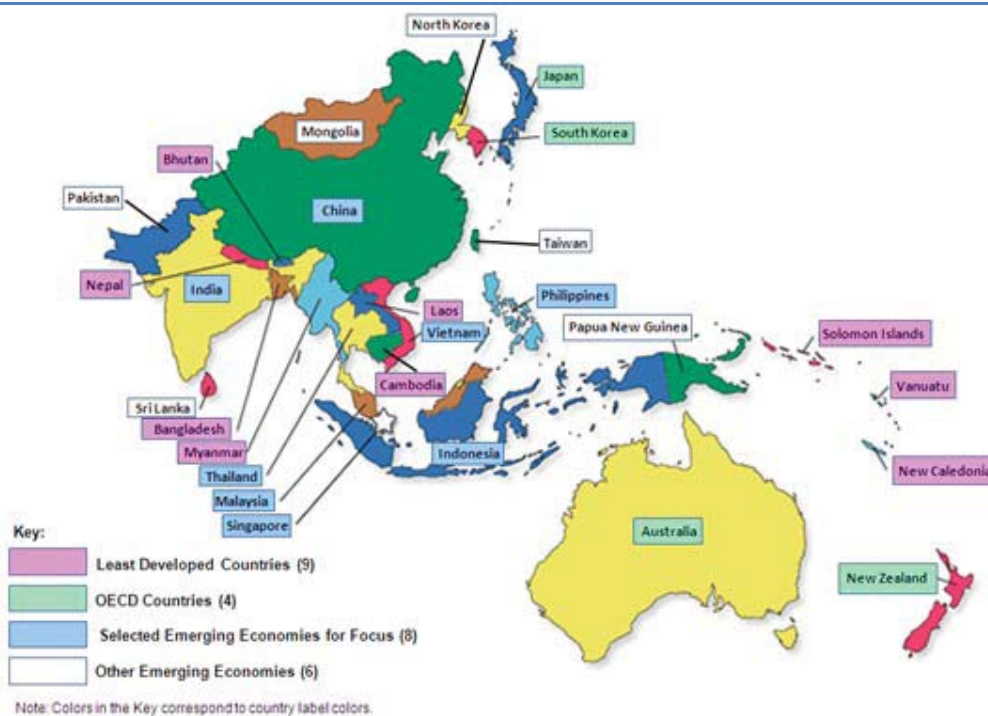 North Korea
Japan
Mongolia
South Korea
Bhutan
Pakistan
China
Taiwan
Nepal
India
Philippines
Laos
Papua New Guinea
Vietnam
Solomon Islands
Cambodia
Vanuatu
Sri Lanka
Bangladesh
Myanmar
Indonesia
New Caledonia
Thailand
Malaysia
Singapore
Australia
Key:
Least Developed Countries (9)
New Zealand
OECD Countries (4)
Selected Emerging Economies for Focus (8)
Other Emerging Economies (6)
Note: Colors in the Key correspond to country label colors.